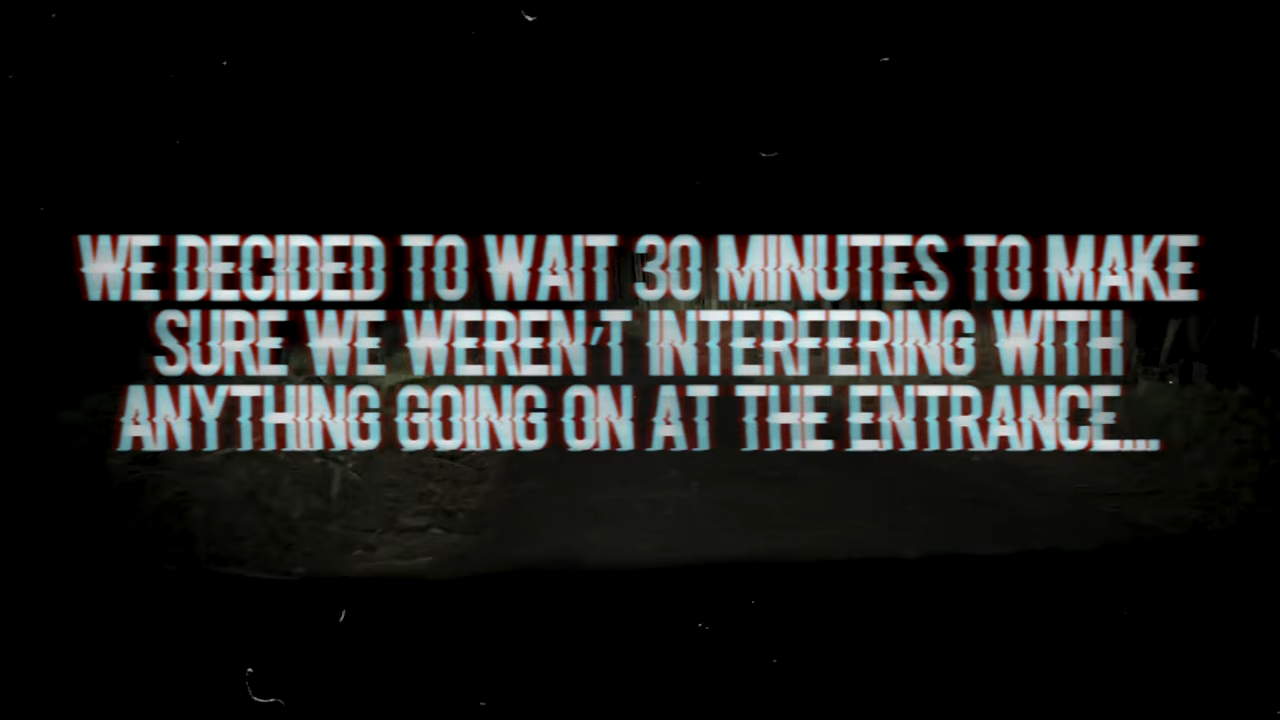 WE DECIDED TO WAIT 30 MINUTES TO MAKE
SURE WE WEREN'T INTERFERING WITH
ANYTHING GOING ON AT THE ENTRANCE...